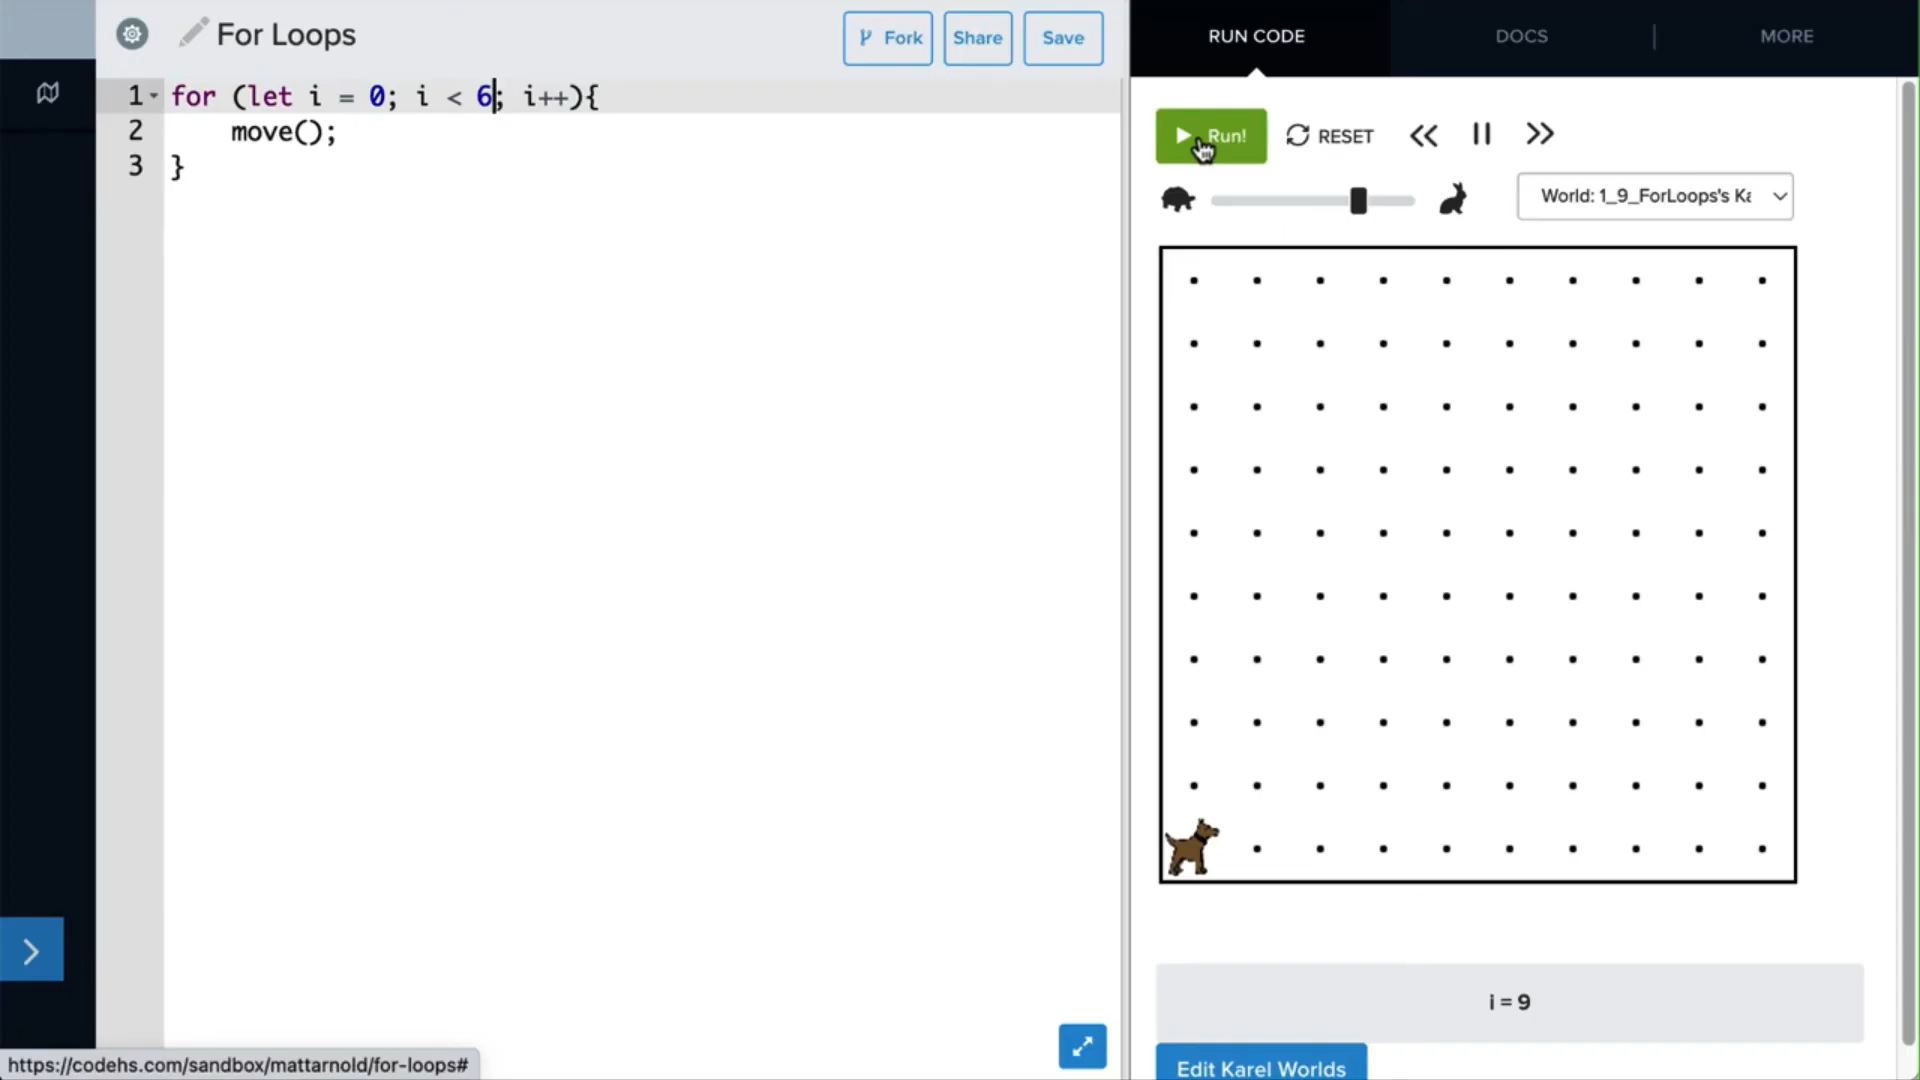 For Loops
Fork
Share
Save
RUN CODE
DOCS
MORE
1 for (let i = 0; i < 6; i++){
2 move();
3 }
Run!
RESET
World: 1_9_ForLoops's Ka
i = 9
Edit Karel Worlds
https://codehs.com/sandbox/mattarnold/for-loops#